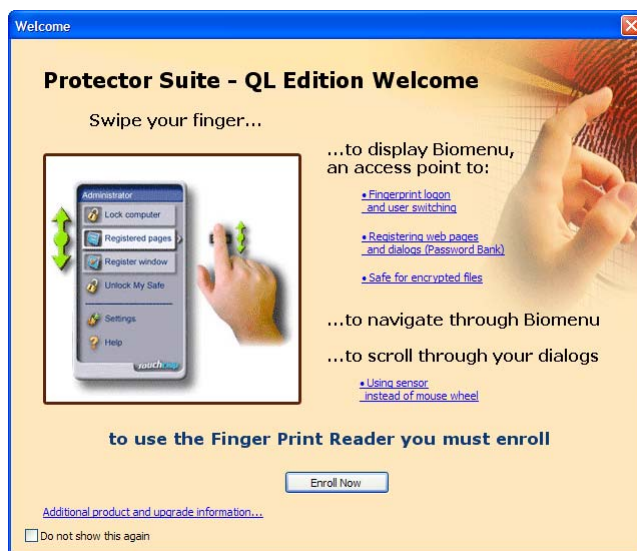 Welcome
Protector Suite - QL Edition Welcome
Swipe your finger...
Administrator
Lock computer
Registered pages
Register window
Unlock My Safe
Settings
Help
touchchip
...to display Biomenu,
an access point to:
• Fingerprint logon
and user switching
• Registering web pages
and dialogs (Password Bank)
• Safe for encrypted files
...to navigate through Biomenu
...to scroll through your dialogs
• Using sensor
instead of mouse wheel
to use the Finger Print Reader you must enroll
Enroll Now
Additional product and upgrade information...
Do not show this again